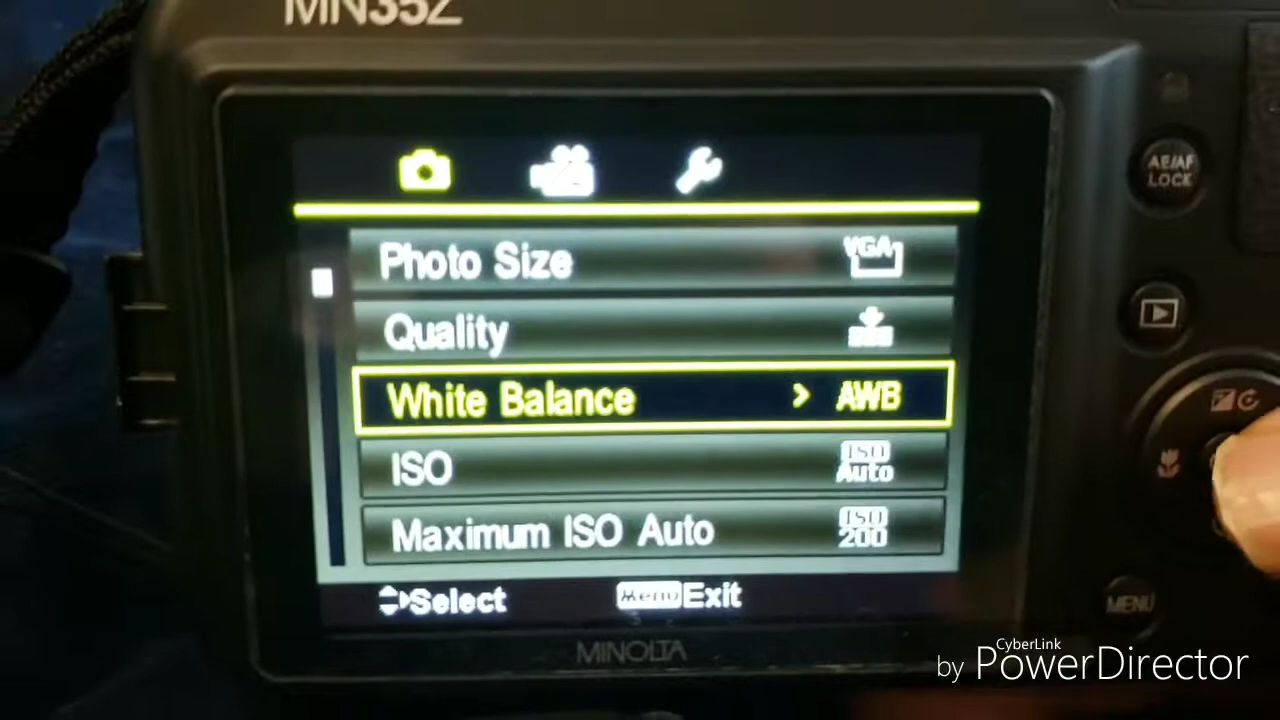 MN35Z
AE/AF
LOCK
Photo Size VGA
Quality
White Balance > AWB
ISO ISO Auto
Maximum ISO Auto ISO 200
Select Menu Exit
MENU
MINOLTA
CyberLink
by PowerDirector